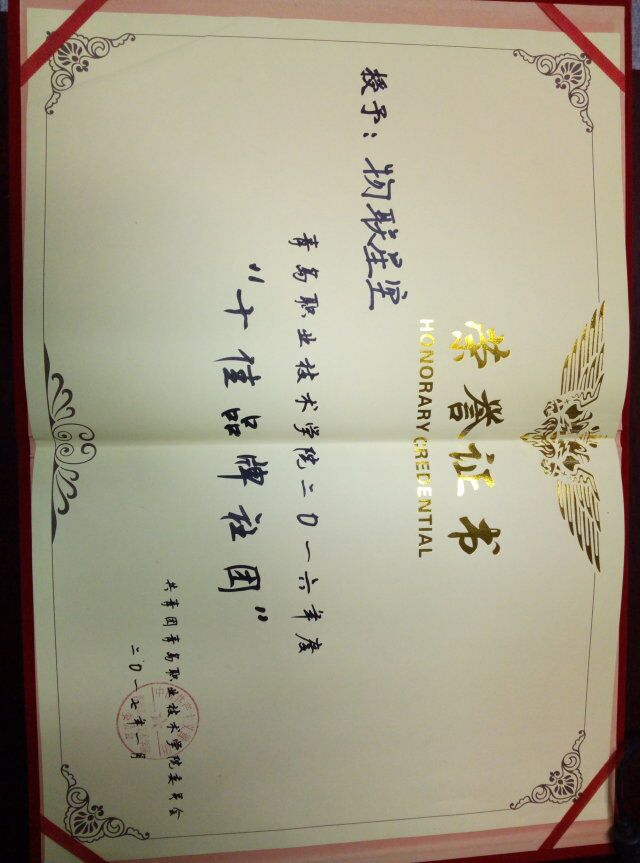 荣誉证书
HONORARY CREDENTIAL
授予：物联星空
青岛职业技术学院二〇一六年度
“十佳品牌社团”
共青团青岛职业技术学院委员会
二〇一七年一月